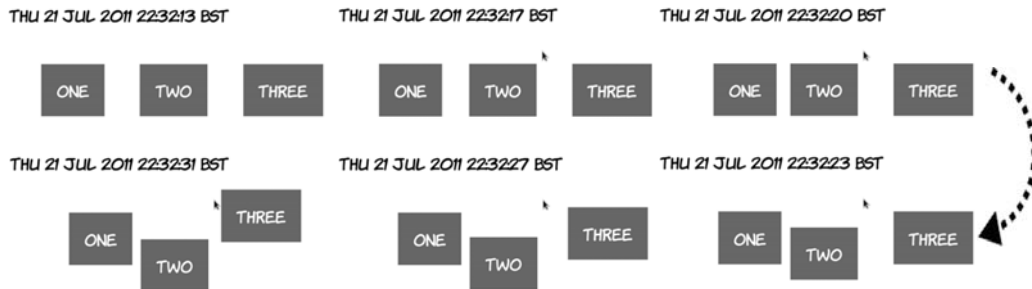 THU 21 JUL 2011 22:32:13 BST
THU 21 JUL 2011 22:32:17 BST
THU 21 JUL 2011 22:32:20 BST
ONE
TWO
THREE
ONE
TWO
THREE
ONE
TWO
THREE
THU 21 JUL 2011 22:32:31 BST
THU 21 JUL 2011 22:32:27 BST
THU 21 JUL 2011 22:32:23 BST
ONE
TWO
THREE
ONE
TWO
THREE
ONE
TWO
THREE